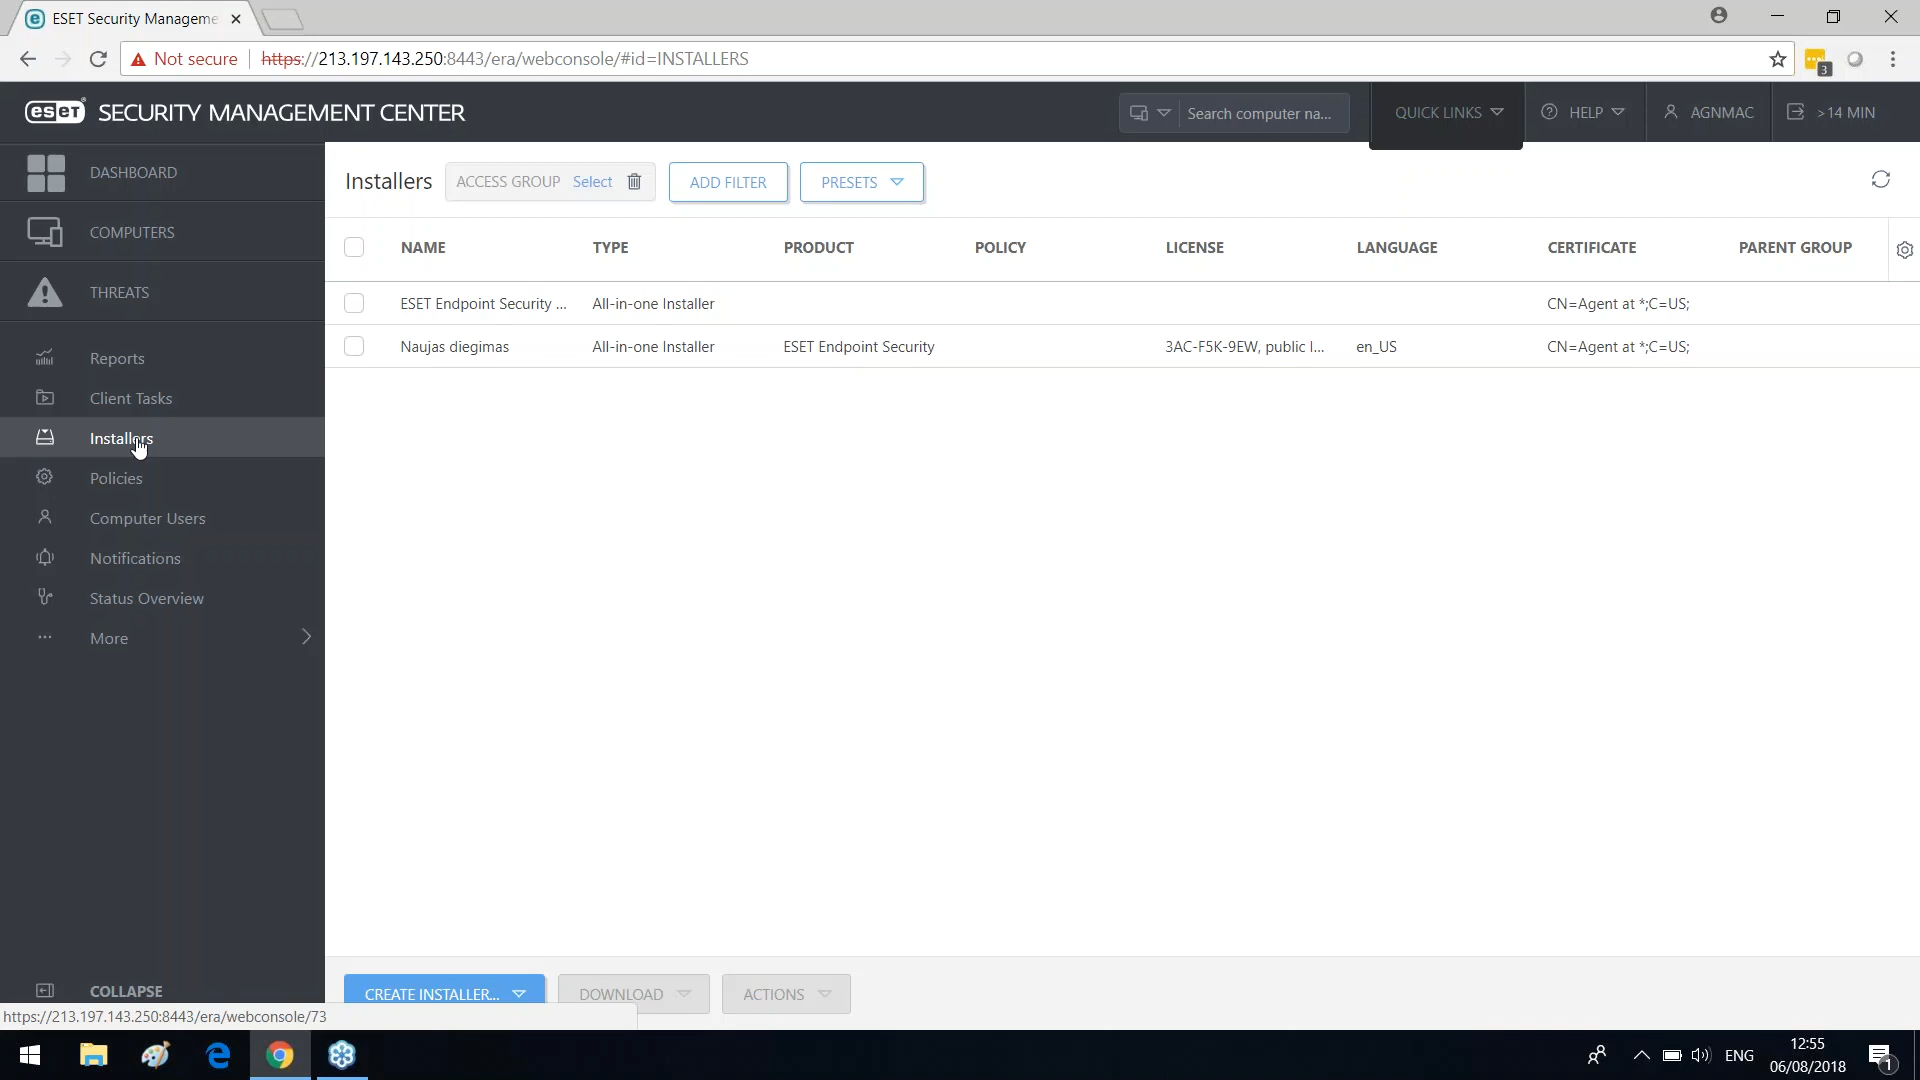 ESET Security Manageme
Not secure
https://213.197.143.250:8443/era/webconsole/#id=INSTALLERS
3
eseT SECURITY MANAGEMENT CENTER
Search computer na...
QUICK LINKS
HELP
AGNMAC
>14 MIN
DASHBOARD
COMPUTERS
THREATS
Reports
Client Tasks
Installers
Policies
Computer Users
Notifications
Status Overview
More
COLLAPSE
Installers
ACCESS GROUP Select
ADD FILTER
PRESETS
NAME TYPE PRODUCT POLICY LICENSE LANGUAGE CERTIFICATE PARENT GROUP
ESET Endpoint Security ... All-in-one Installer CN=Agent at *;C=US;
Naujas diegimas All-in-one Installer ESET Endpoint Security 3AC-F5K-9EW, public l... en_US CN=Agent at *;C=US;
CREATE INSTALLER...
DOWNLOAD
ACTIONS
https://213.197.143.250:8443/era/webconsole/73
ENG
12:55
06/08/2018
1